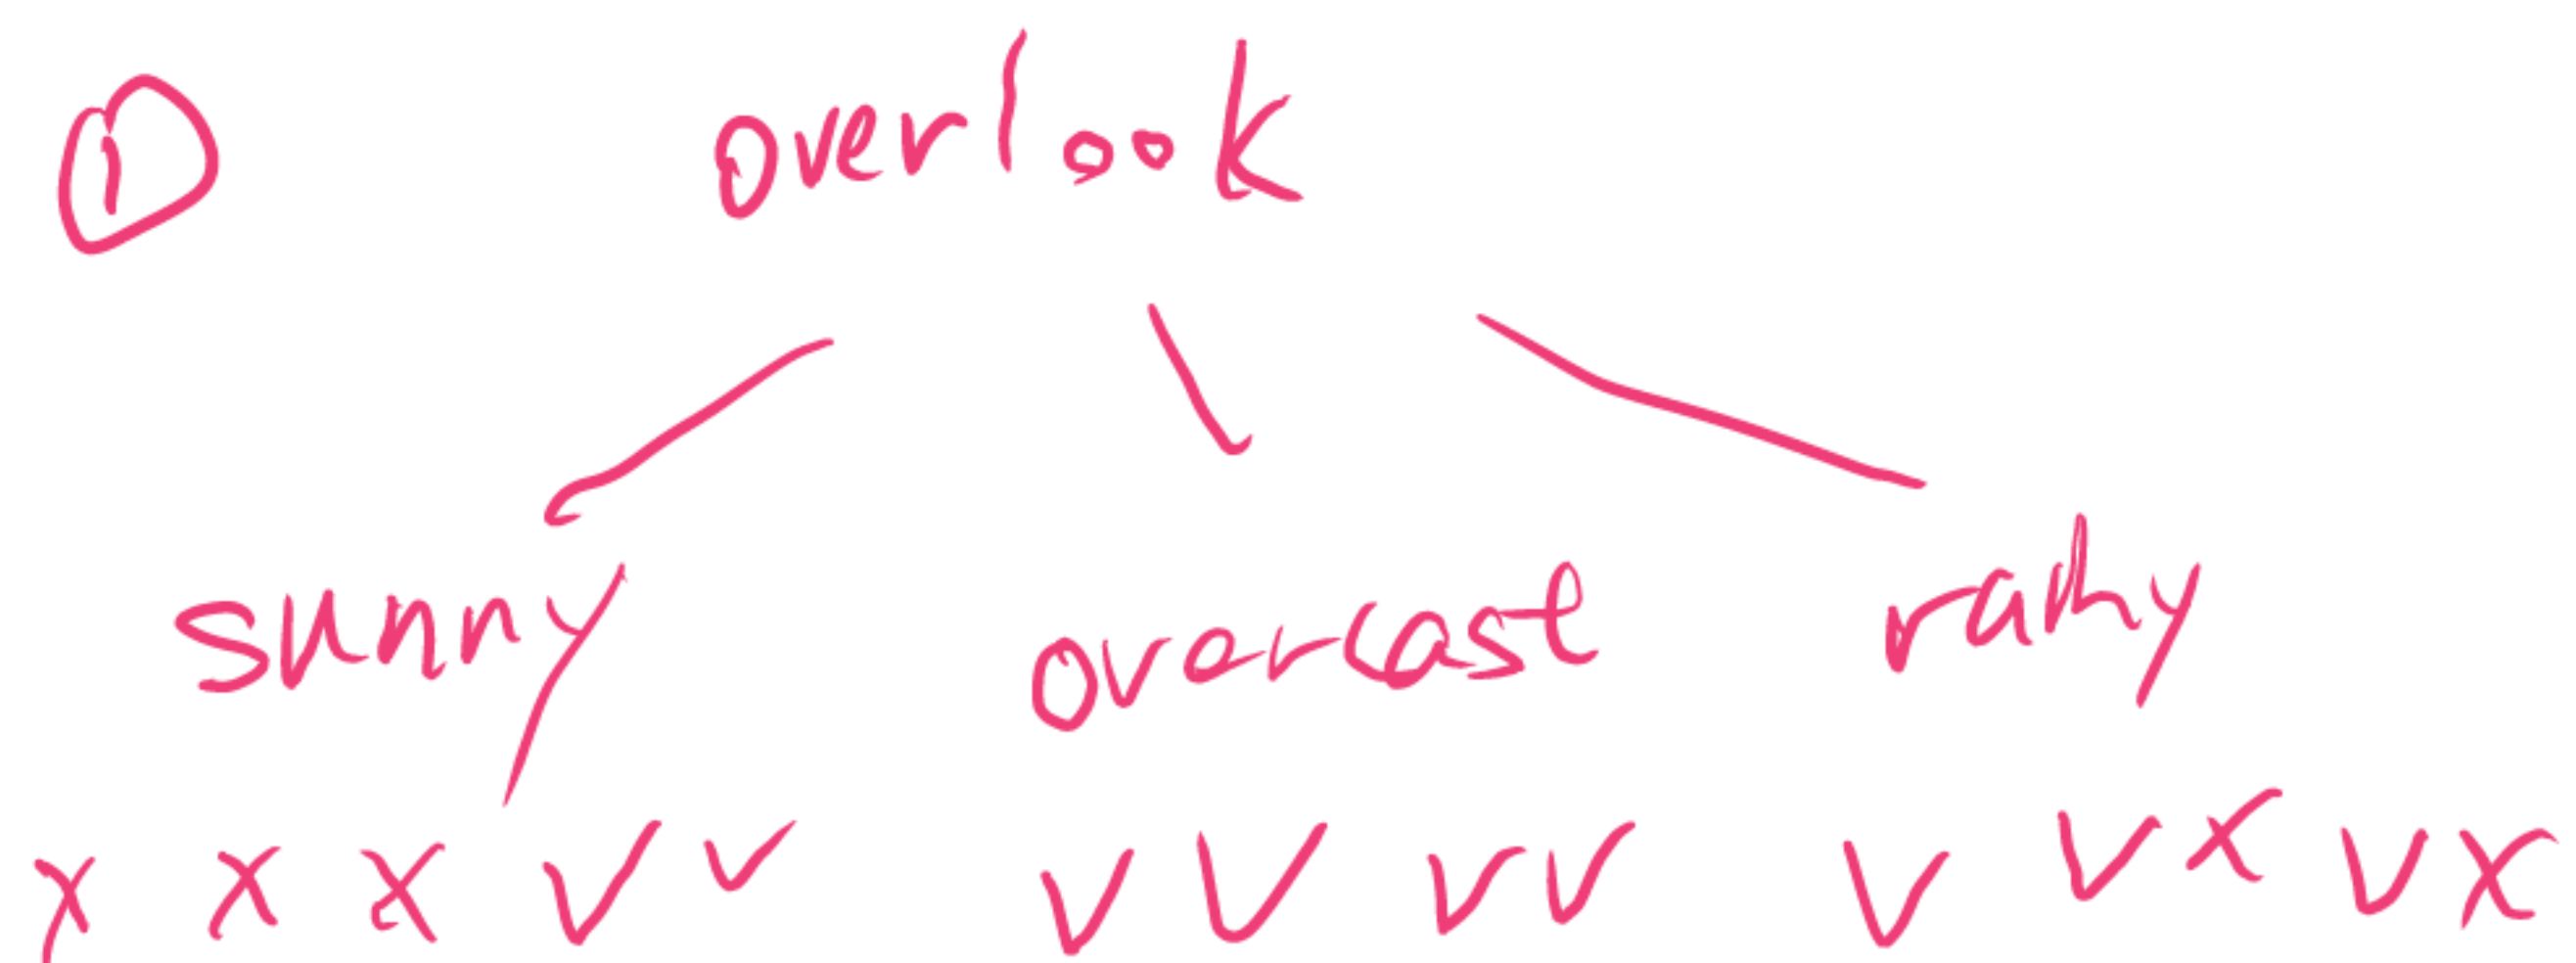 ① overlook
sunny overcast rainy
x x x ✓ ✓ ✓ ✓ ✓ ✓ ✓ ✓ x ✓ x